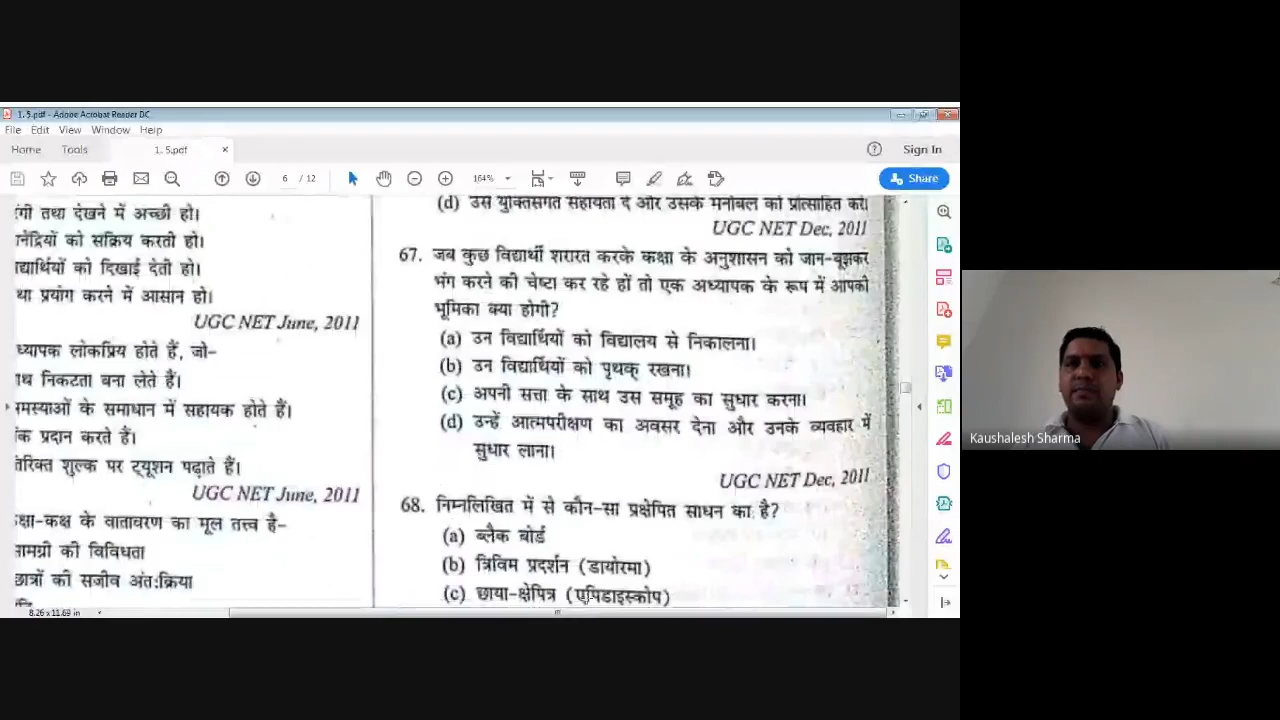 1. 5.pdf - Adobe Acrobat Reader DC
File Edit View Window Help
Home Tools 1. 5.pdf × Sign In
6 / 12 164% Share
रंगी तथा देखने में अच्छी हो।
ानेंद्रियों को सक्रिय करती हो।
द्यार्थियों को दिखाई देती हो।
था प्रयोग करने में आसान हो।
UGC NET June, 2011
ध्यापक लोकप्रिय होते हैं, जो-
ाथ निकटता बना लेते हैं।
मस्याओं के समाधान में सहायक होते हैं।
ंक प्रदान करते हैं।
तिरिक्त शुल्क पर ट्यूशन पढ़ाते हैं।
UGC NET June, 2011
क्षा-कक्ष के वातावरण का मूल तत्त्व है-
ामग्री की विविधता
छात्रों की सजीव अंत:क्रिया
(d) उसे युक्तिसंगत सहायता दें और उसके मनोबल को प्रोत्साहित करें।
UGC NET Dec, 2011
67. जब कुछ विद्यार्थी शरारत करके कक्षा के अनुशासन को जान-बूझकर
भंग करने की चेष्टा कर रहे हों तो एक अध्यापक के रूप में आपकी
भूमिका क्या होगी?
(a) उन विद्यार्थियों को विद्यालय से निकालना।
(b) उन विद्यार्थियों को पृथक् रखना।
(c) अपनी सत्ता के साथ उस समूह का सुधार करना।
(d) उन्हें आत्मपरीक्षण का अवसर देना और उनके व्यवहार में
सुधार लाना।
UGC NET Dec, 2011
68. निम्नलिखित में से कौन-सा प्रक्षेपित साधन का है?
(a) ब्लैक बोर्ड
(b) त्रिविम प्रदर्शन (डायोरमा)
(c) छाया-क्षेपित्र (एपिडाइस्कोप)
8.26 x 11.69 in
Kaushalesh Sharma